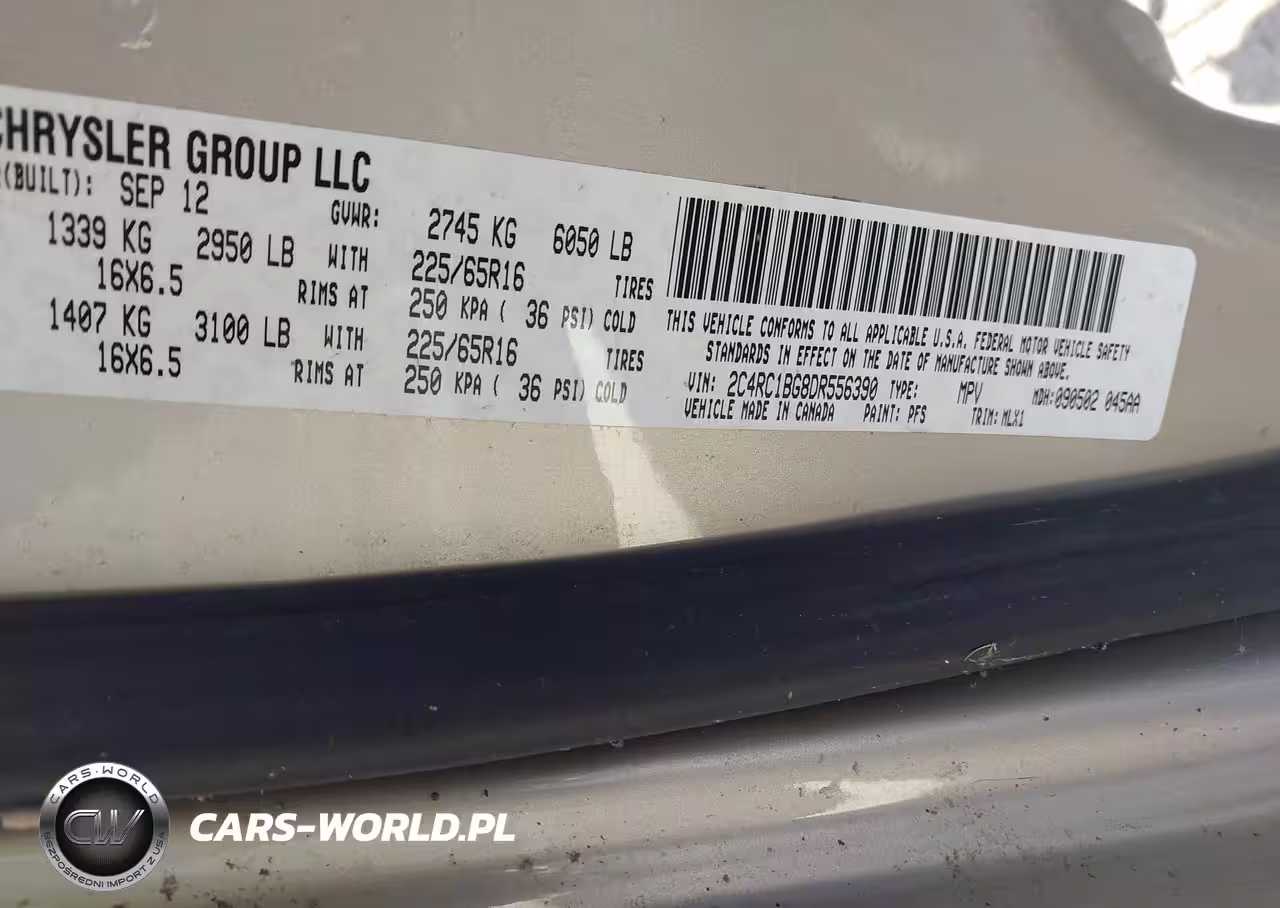 CHRYSLER GROUP LLC
(BUILT): SEP 12
GVWR: 2745 KG 6050 LB
1339 KG 2950 LB WITH 225/65R16 TIRES
16X6.5 RIMS AT 250 KPA ( 36 PSI) COLD
1407 KG 3100 LB WITH 225/65R16 TIRES
16X6.5 RIMS AT 250 KPA ( 36 PSI) COLD
THIS VEHICLE CONFORMS TO ALL APPLICABLE U.S.A. FEDERAL MOTOR VEHICLE SAFETY
STANDARDS IN EFFECT ON THE DATE OF MANUFACTURE SHOWN ABOVE.
VIN: 2C4RC1BG8DR556390 TYPE: MPV MDH:090502 045AA
VEHICLE MADE IN CANADA PAINT: PFS TRIM: MLX1
CARS-WORLD
CW
BEZPOŚREDNI IMPORT Z USA
CARS-WORLD.PL